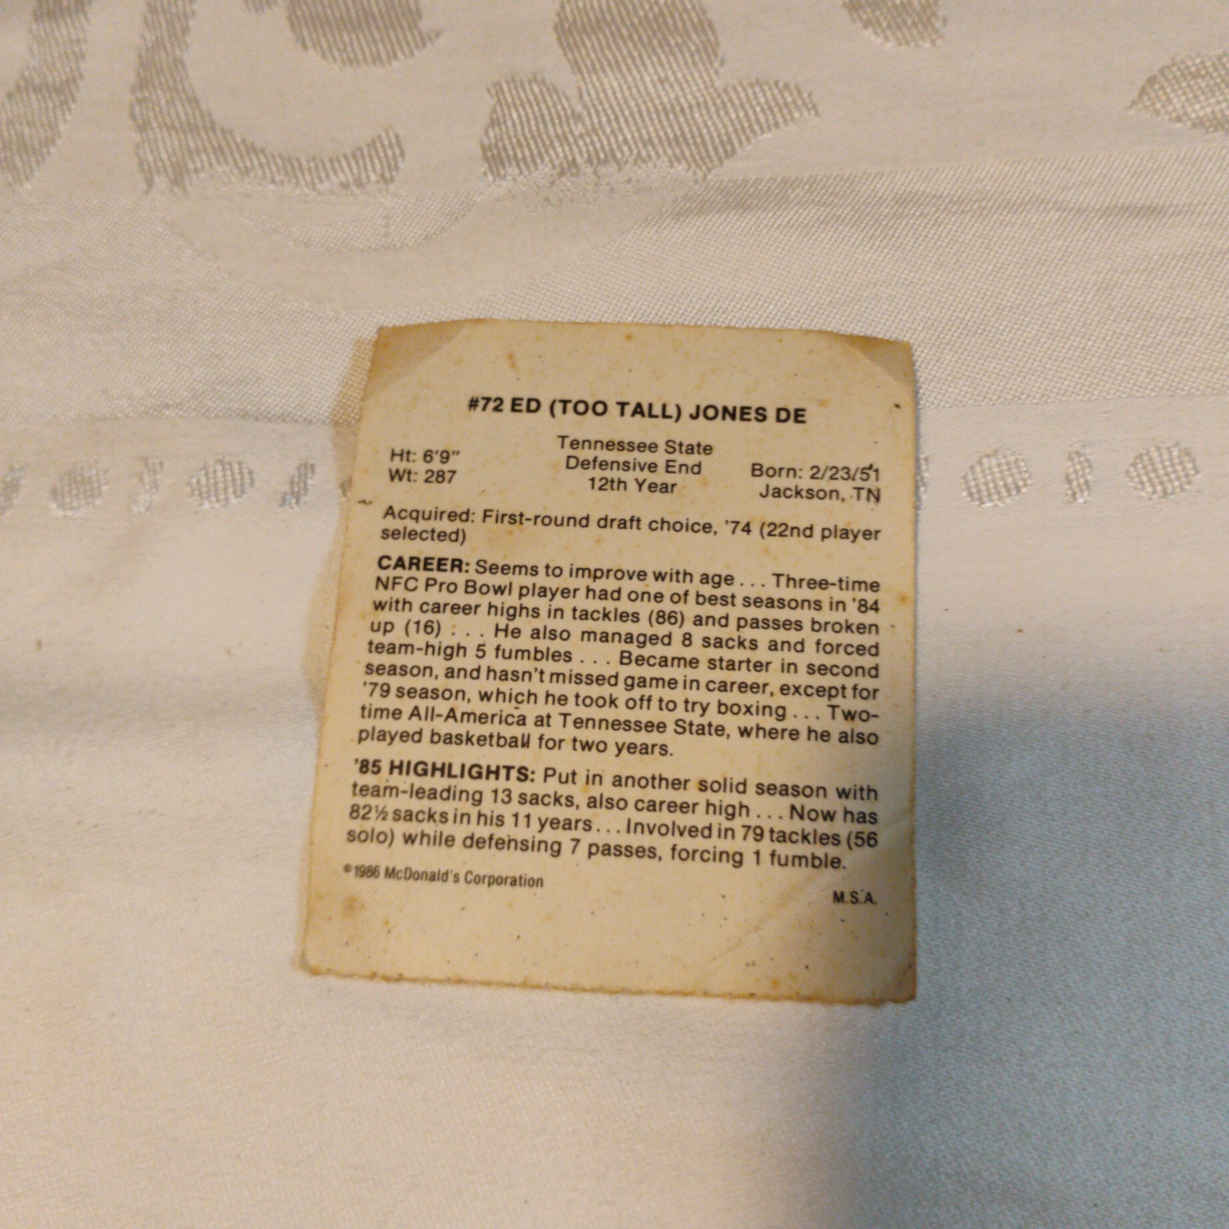 #72 ED (TOO TALL) JONES DE
Tennessee State
Ht: 6'9" Defensive End Born: 2/23/51
Wt: 287 12th Year Jackson, TN
Acquired: First-round draft choice, '74 (22nd player
selected)
CAREER: Seems to improve with age . . . Three-time
NFC Pro Bowl player had one of best seasons in '84
with career highs in tackles (86) and passes broken
up (16) . . . He also managed 8 sacks and forced
team-high 5 fumbles . . . Became starter in second
season, and hasn't missed game in career, except for
'79 season, which he took off to try boxing . . . Two-
time All-America at Tennessee State, where he also
played basketball for two years.
'85 HIGHLIGHTS: Put in another solid season with
team-leading 13 sacks, also career high . . . Now has
82½ sacks in his 11 years . . . Involved in 79 tackles (56
solo) while defensing 7 passes, forcing 1 fumble.
©1986 McDonald's Corporation
M.S.A.